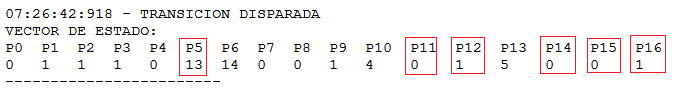 07:26:42:918 - TRANSICION DISPARADA
VECTOR DE ESTADO:
P0 P1 P2 P3 P4 P5 P6 P7 P8 P9 P10 P11 P12 P13 P14 P15 P16
0 1 1 1 0 13 14 0 0 1 4 0 1 5 0 0 1
-------------------------